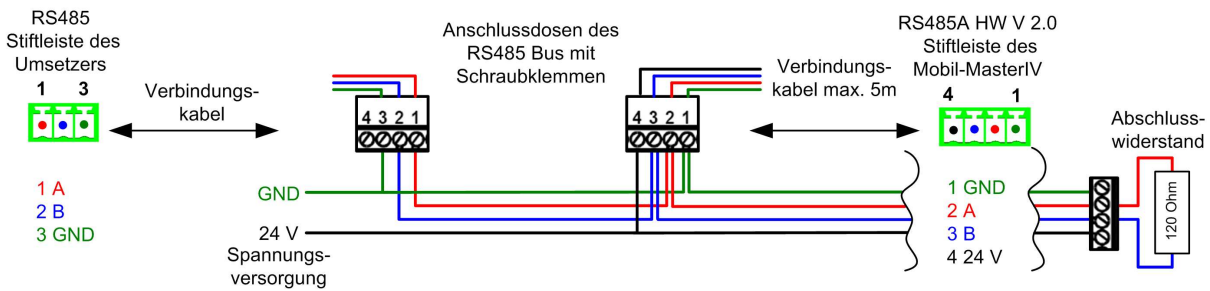 RS485
Stiftleiste des
Umsetzers
1 3
Verbindungs-
kabel
1 A
2 B
3 GND
Anschlussdosen des
RS485 Bus mit
Schraubklemmen
4 3 2 1
4 3 2 1
GND
24 V
Spannungs-
versorgung
Verbindungs-
kabel max. 5m
RS485A HW V 2.0
Stiftleiste des
Mobil-MasterIV
4 1
1 GND
2 A
3 B
4 24 V
Abschluss-
widerstand
120 Ohm